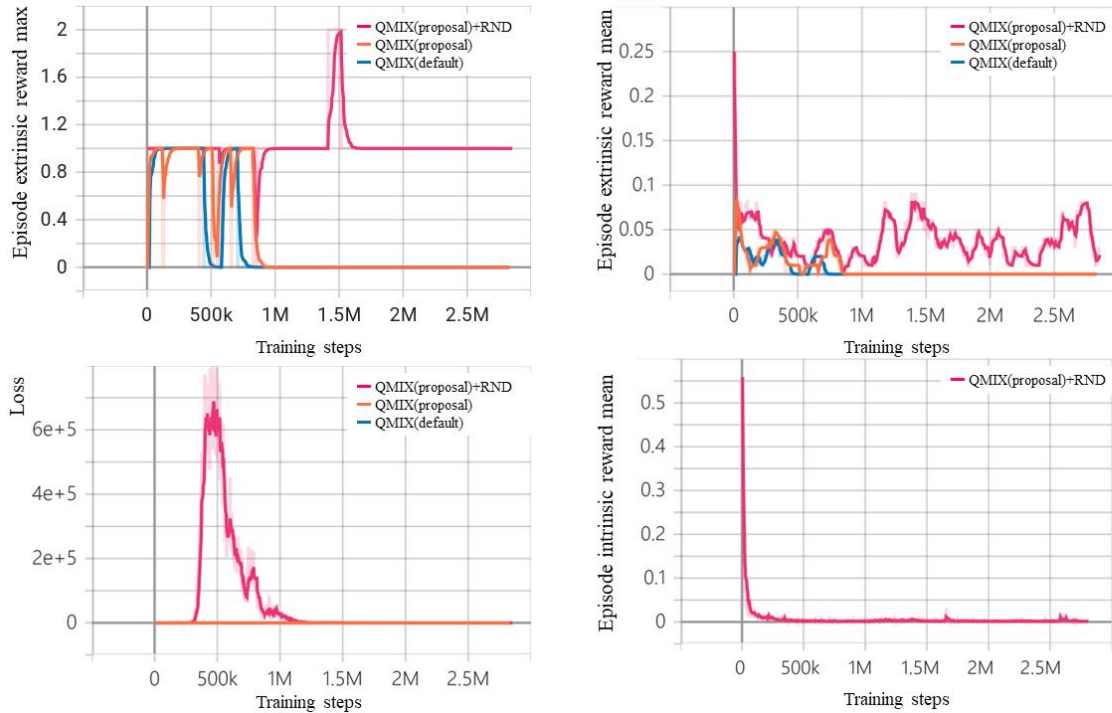 Episode extrinsic reward max
2
1.6
1.2
0.8
0.4
0
QMIX(proposal)+RND
QMIX(proposal)
QMIX(default)
0
500k
1M
1.5M
2M
2.5M
Training steps
Episode extrinsic reward mean
0.25
0.2
0.15
0.1
0.05
0
QMIX(proposal)+RND
QMIX(proposal)
QMIX(default)
0
500k
1M
1.5M
2M
2.5M
Training steps
Loss
6e+5
4e+5
2e+5
0
QMIX(proposal)+RND
QMIX(proposal)
QMIX(default)
0
500k
1M
1.5M
2M
2.5M
Training steps
Episode intrinsic reward mean
0.5
0.4
0.3
0.2
0.1
0
QMIX(proposal)+RND
0
500k
1M
1.5M
2M
2.5M
Training steps